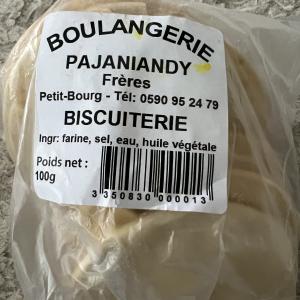 BOULANGERIE
PAJANIANDY
Frères
Petit-Bourg - Tél: 0590 95 24 79
BISCUITERIE
Ingr: farine, sel, eau, huile végétale
Poids net :
100g
3 350830 000013